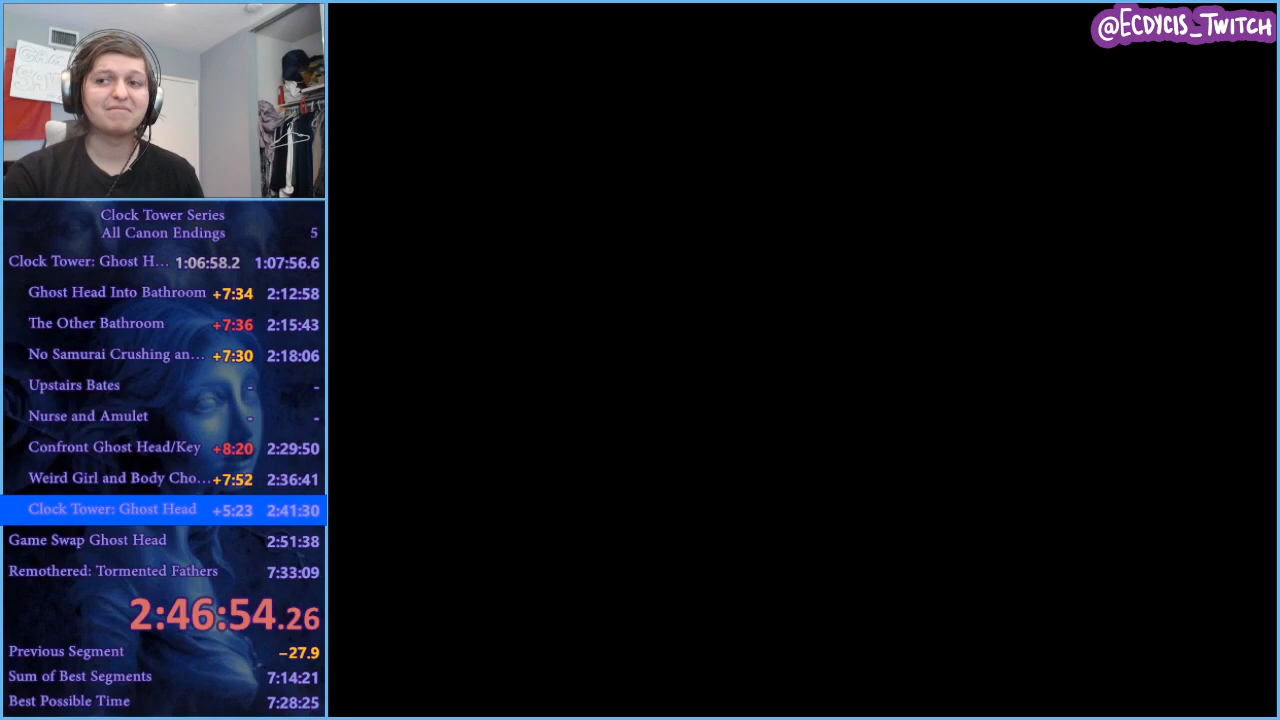 @ECDYCIS_TWITCH
Clock Tower Series
All Canon Endings 5
Clock Tower: Ghost H... 1:06:58.2 1:07:56.6
Ghost Head Into Bathroom +7:34 2:12:58
The Other Bathroom +7:36 2:15:43
No Samurai Crushing an... +7:30 2:18:06
Upstairs Bates - -
Nurse and Amulet - -
Confront Ghost Head/Key +8:20 2:29:50
Weird Girl and Body Cho... +7:52 2:36:41
Clock Tower: Ghost Head +5:23 2:41:30
Game Swap Ghost Head 2:51:38
Remothered: Tormented Fathers 7:33:09
2:46:54.26
Previous Segment −27.9
Sum of Best Segments 7:14:21
Best Possible Time 7:28:25